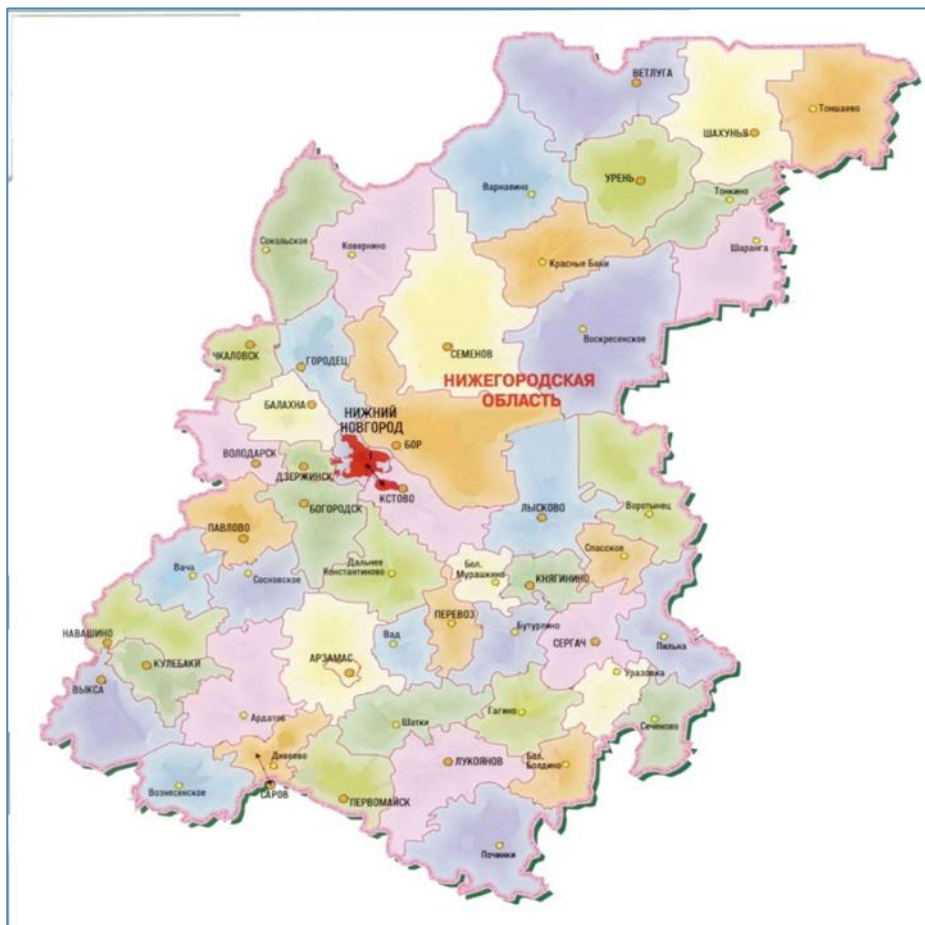 ВЕТЛУГА
Тоншаево
ШАХУНЬЯ
УРЕНЬ
Варнавино
Тонкино
Шаранга
Сокольское
Ковернино
Красные Баки
Воскресенское
ЧКАЛОВСК
ГОРОДЕЦ
СЕМЕНОВ
НИЖЕГОРОДСКАЯ
ОБЛАСТЬ
БАЛАХНА
НИЖНИЙ
НОВГОРОД
БОР
ВОЛОДАРСК
ДЗЕРЖИНСК
КСТОВО
БОГОРОДСК
ЛЫСКОВО
Воротынец
ПАВЛОВО
Спасское
Вача
Сосновское
Дальнее
Константиново
Бол.
Мурашкино
КНЯГИНИНО
ПЕРЕВОЗ
Бутурлино
НАВАШИНО
Вад
СЕРГАЧ
Пильна
КУЛЕБАКИ
АРЗАМАС
Уразовка
ВЫКСА
Ардатов
Шатки
Гагино
Сеченово
Дивеево
ЛУКОЯНОВ
Бол.
Болдино
Вознесенское
САРОВ
ПЕРВОМАЙСК
Починки